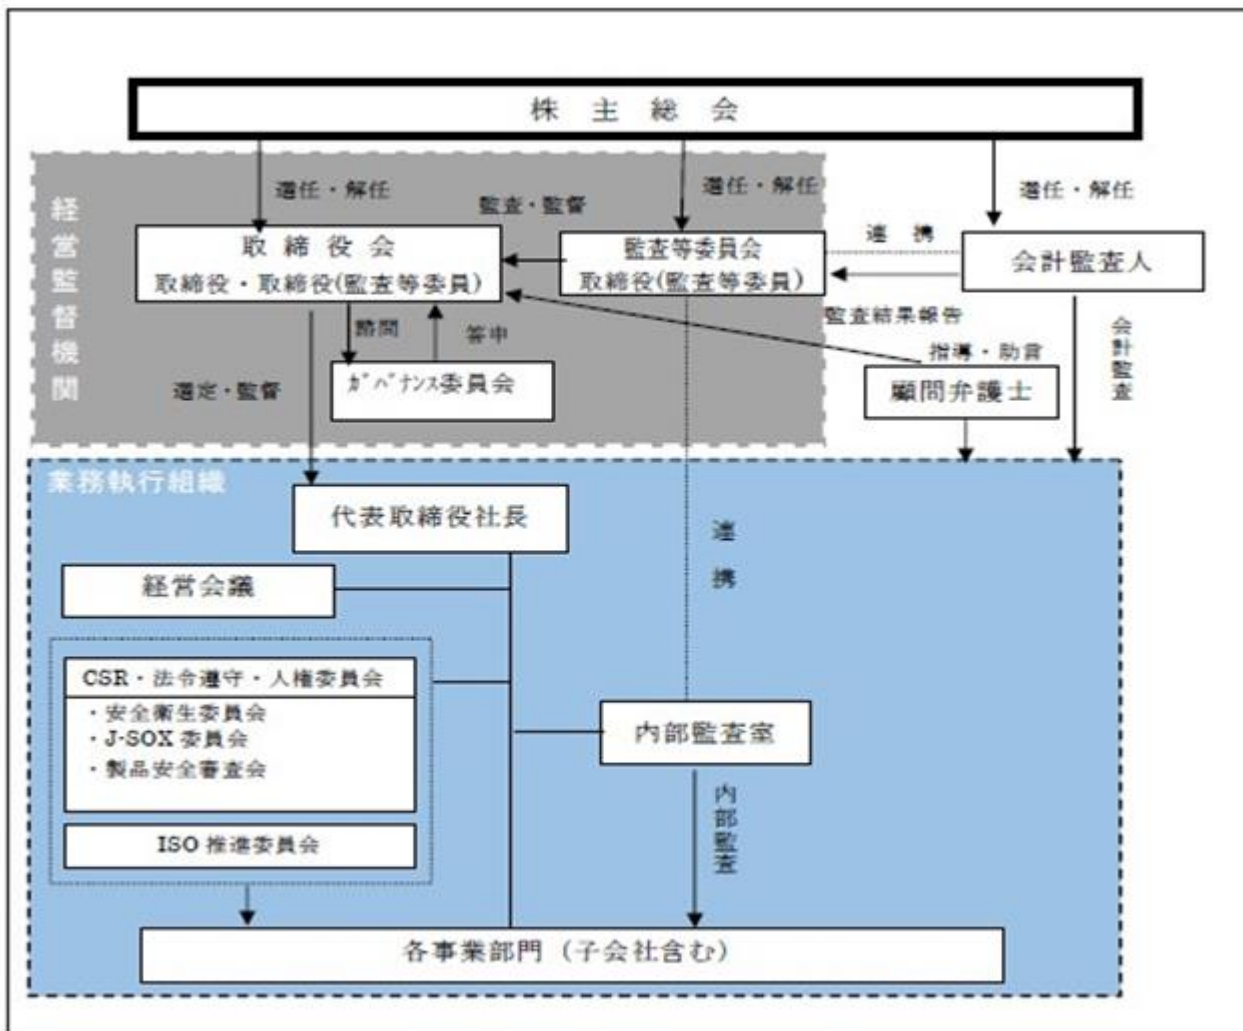 株主総会
選任・解任
選任・解任
選任・解任
経営監督機関
監査・監督
取締役会
取締役・取締役(監査等委員)
監査等委員会
取締役(監査等委員)
連携
会計監査人
監査結果報告
諮問
答申
指導・助言
会計監査
選定・監督
ｶﾞﾊﾞﾅﾝｽ委員会
顧問弁護士
業務執行組織
代表取締役社長
連携
経営会議
CSR・法令遵守・人権委員会
・安全衛生委員会
・J-SOX 委員会
・製品安全審査会
内部監査室
内部監査
ISO 推進委員会
各事業部門（子会社含む）